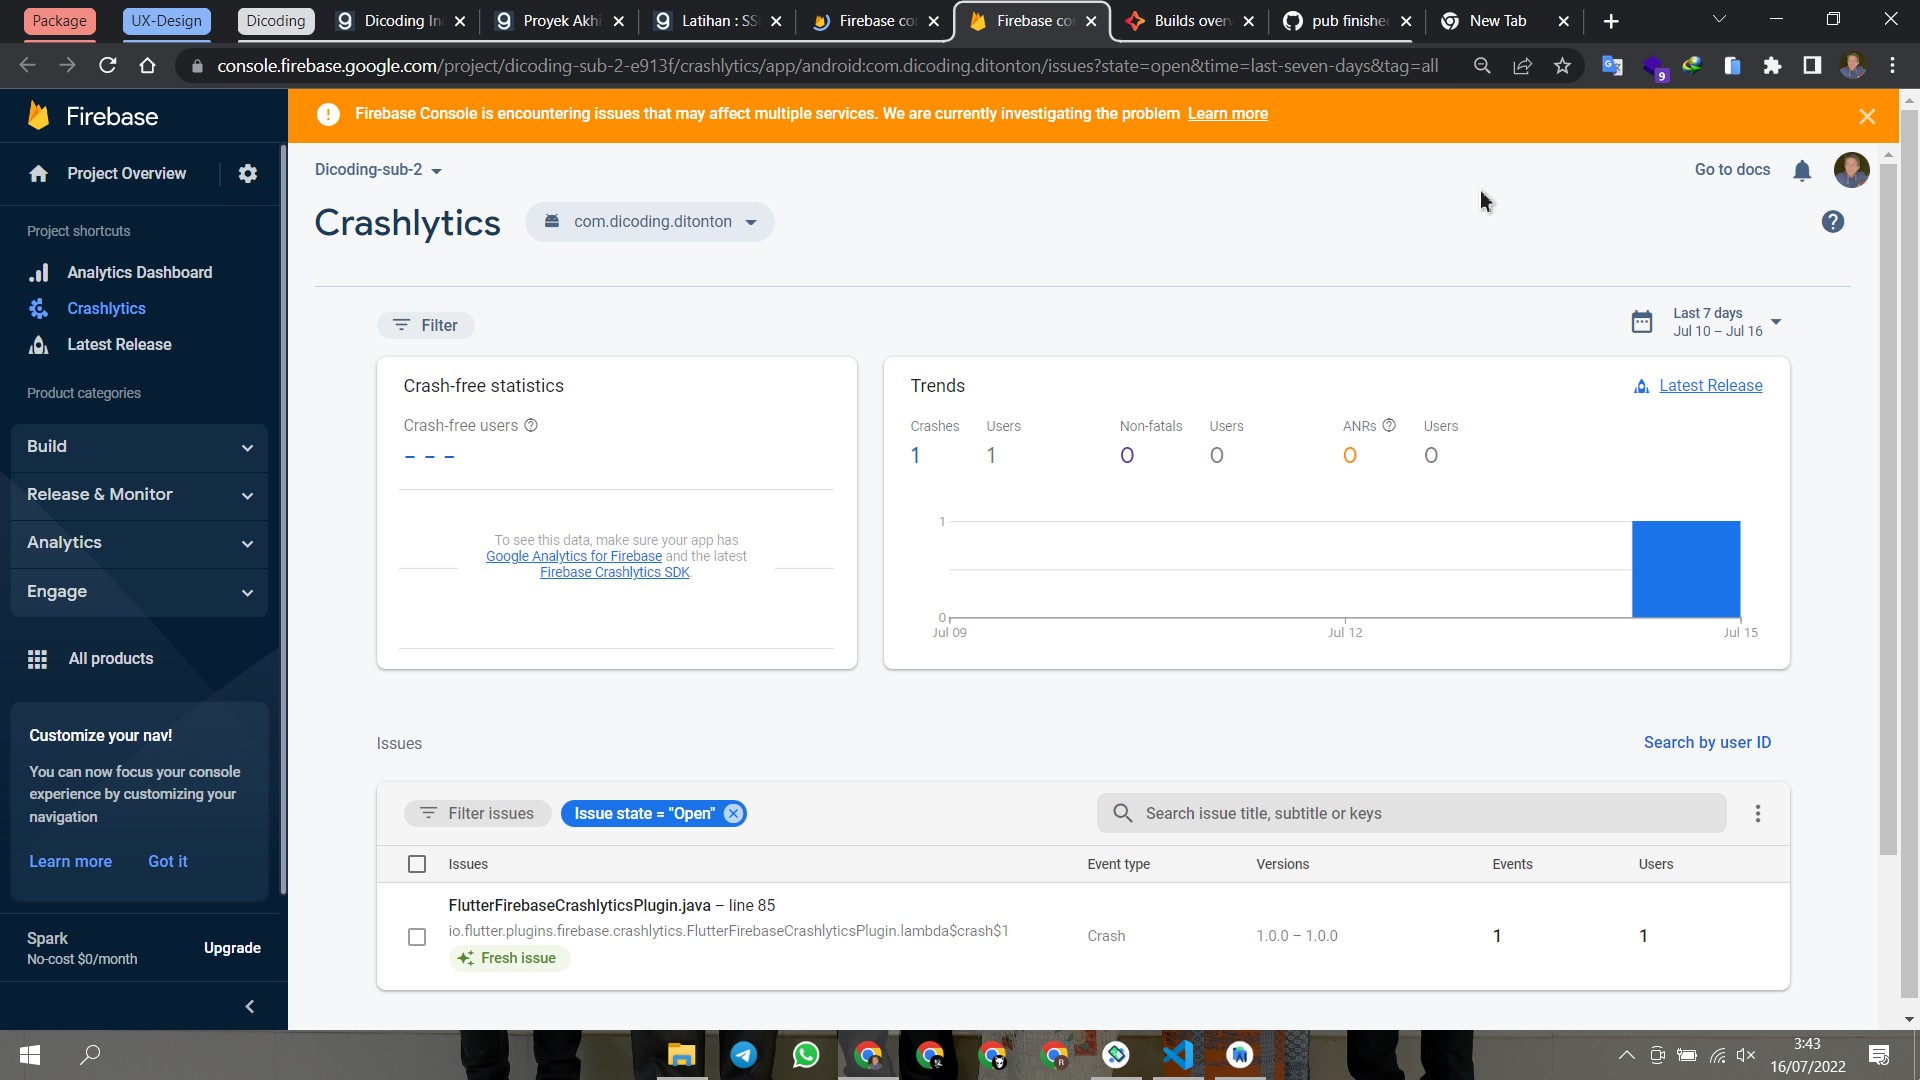 Package
UX-Design
Dicoding
Dicoding In
Proyek Akhi
Latihan : SS
Firebase co
Firebase co
Builds over
pub finishe
New Tab
console.firebase.google.com/project/dicoding-sub-2-e913f/crashlytics/app/android:com.dicoding.ditonton/issues?state=open&time=last-seven-days&tag=all
9
Firebase
Firebase Console is encountering issues that may affect multiple services. We are currently investigating the problem Learn more
Project Overview
Dicoding-sub-2
Go to docs
Crashlytics
com.dicoding.ditonton
Project shortcuts
Analytics Dashboard
Crashlytics
Latest Release
Product categories
Build
Release & Monitor
Analytics
Engage
All products
Customize your nav!
You can now focus your console
experience by customizing your
navigation
Learn more Got it
Spark
No-cost $0/month
Upgrade
Filter
Last 7 days
Jul 10 – Jul 16
Crash-free statistics
Crash-free users
– – –
To see this data, make sure your app has
Google Analytics for Firebase and the latest
Firebase Crashlytics SDK.
Trends
Latest Release
Crashes Users Non-fatals Users ANRs Users
1 1 0 0 0 0
1
0
Jul 09 Jul 12 Jul 15
Issues
Search by user ID
Filter issues
Issue state = "Open"
Search issue title, subtitle or keys
Issues Event type Versions Events Users
FlutterFirebaseCrashlyticsPlugin.java – line 85
io.flutter.plugins.firebase.crashlytics.FlutterFirebaseCrashlyticsPlugin.lambda$crash$1
Crash 1.0.0 – 1.0.0 1 1
Fresh issue
3:43
16/07/2022